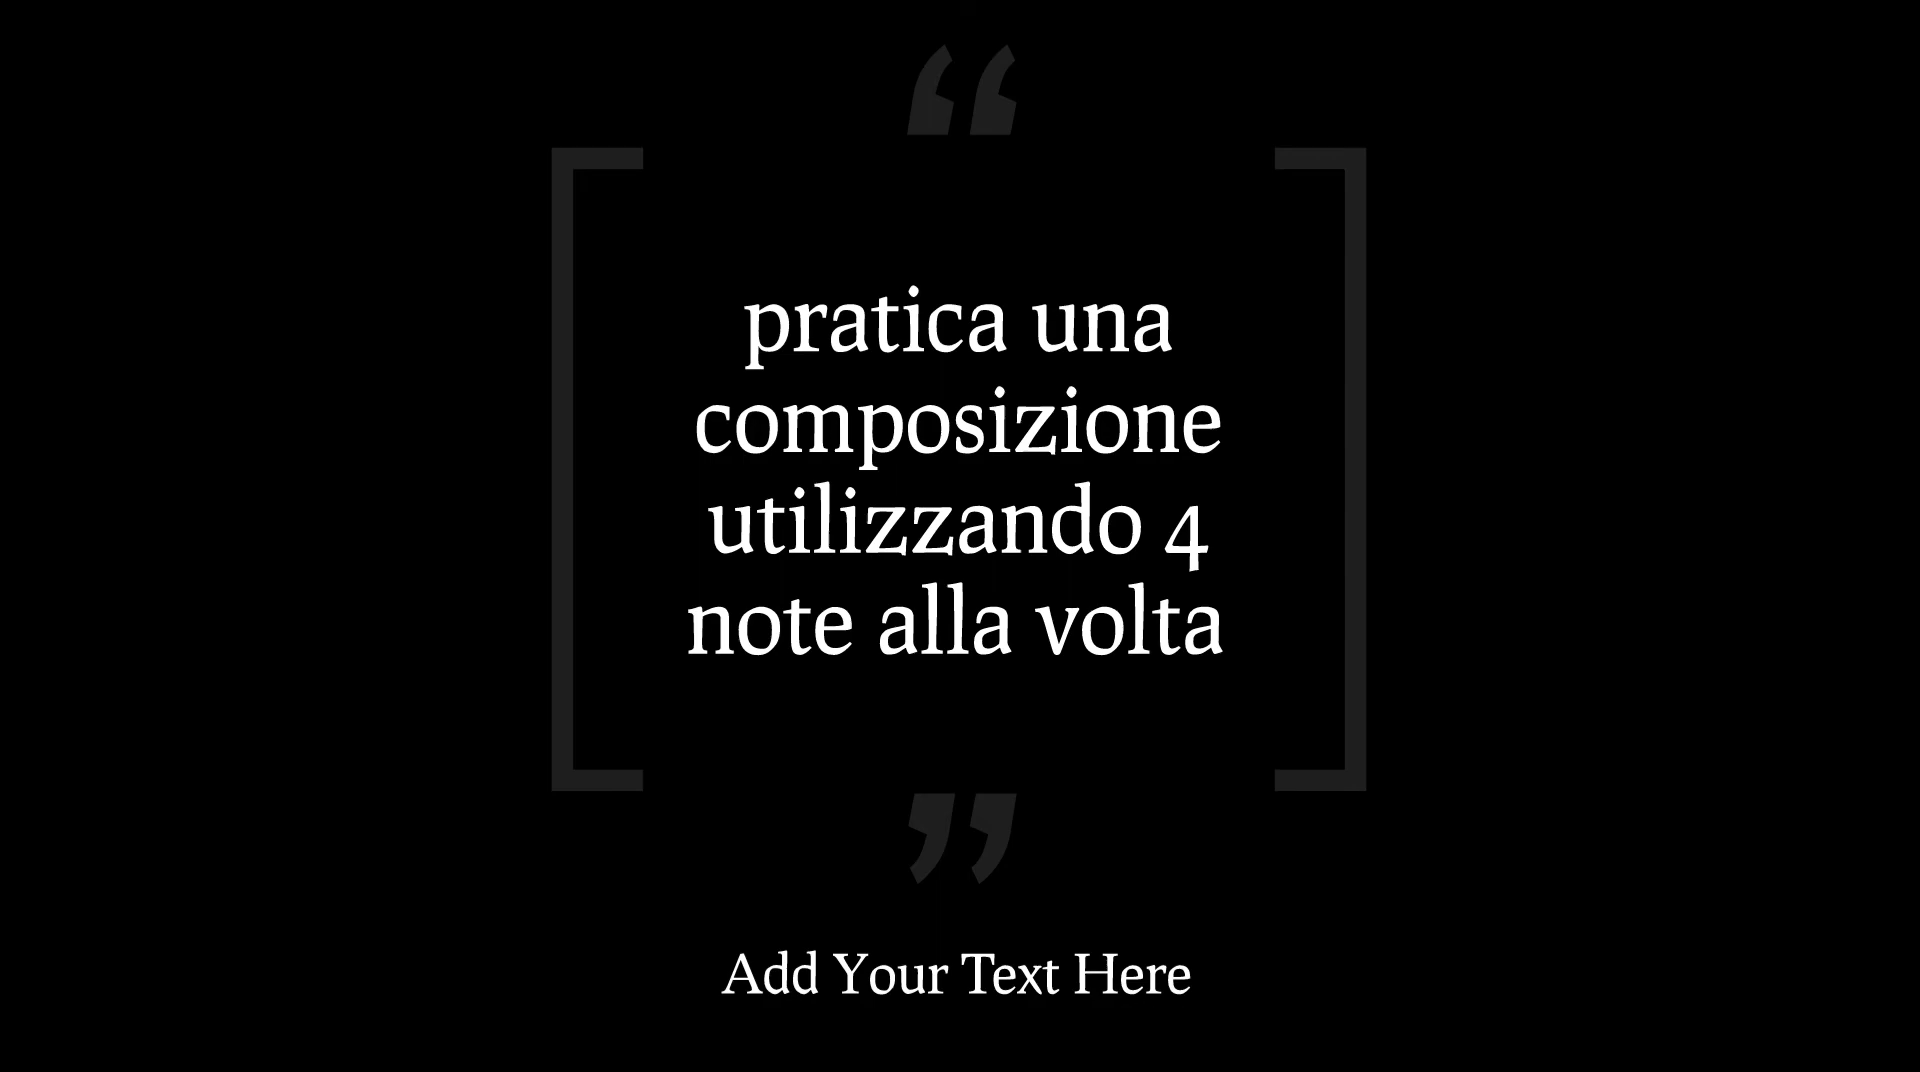 “
pratica una
composizione
utilizzando 4
note alla volta
”
Add Your Text Here